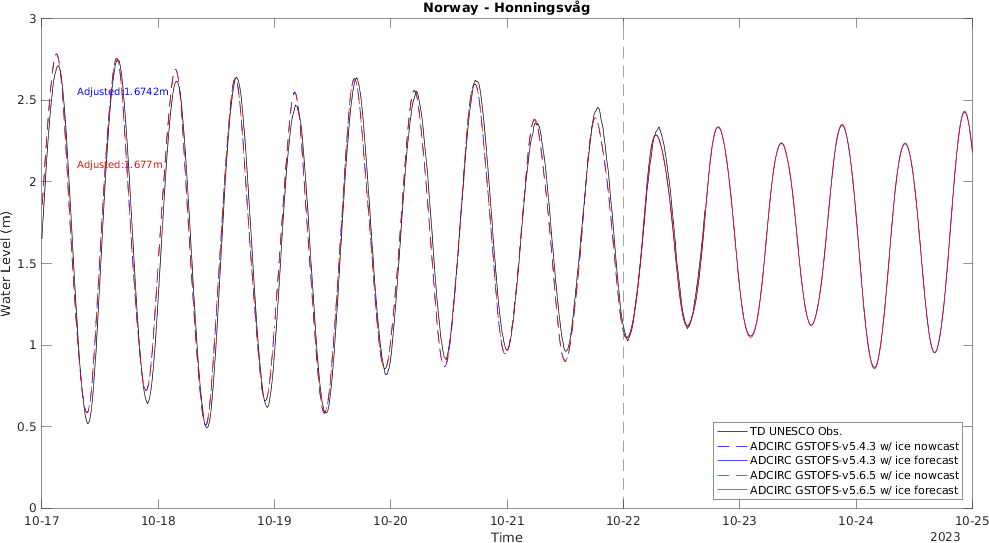 Norway - Honningsvåg
3
2.5
2
1.5
1
0.5
0
Water Level (m)
Adjusted:1.6742m
Adjusted:1.677m
TD UNESCO Obs.
ADCIRC GSTOFS-v5.4.3 w/ ice nowcast
ADCIRC GSTOFS-v5.4.3 w/ ice forecast
ADCIRC GSTOFS-v5.6.5 w/ ice nowcast
ADCIRC GSTOFS-v5.6.5 w/ ice forecast
10-17 10-18 10-19 10-20 10-21 10-22 10-23 10-24 10-25
Time
2023